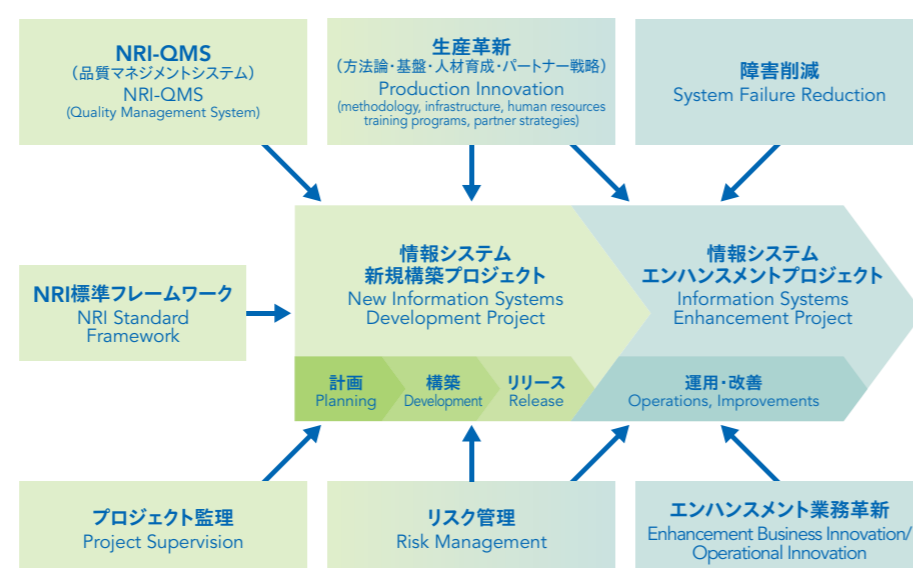 NRI-QMS
（品質マネジメントシステム）
NRI-QMS
(Quality Management System)
生産革新
（方法論・基盤・人材育成・パートナー戦略）
Production Innovation
(methodology, infrastructure, human resources
training programs, partner strategies)
障害削減
System Failure Reduction
NRI標準フレームワーク
NRI Standard
Framework
情報システム
新規構築プロジェクト
New Information Systems
Development Project
情報システム
エンハンスメントプロジェクト
Information Systems
Enhancement Project
計画
Planning
構築
Development
リリース
Release
運用・改善
Operations, Improvements
プロジェクト監理
Project Supervision
リスク管理
Risk Management
エンハンスメント業務革新
Enhancement Business Innovation/
Operational Innovation